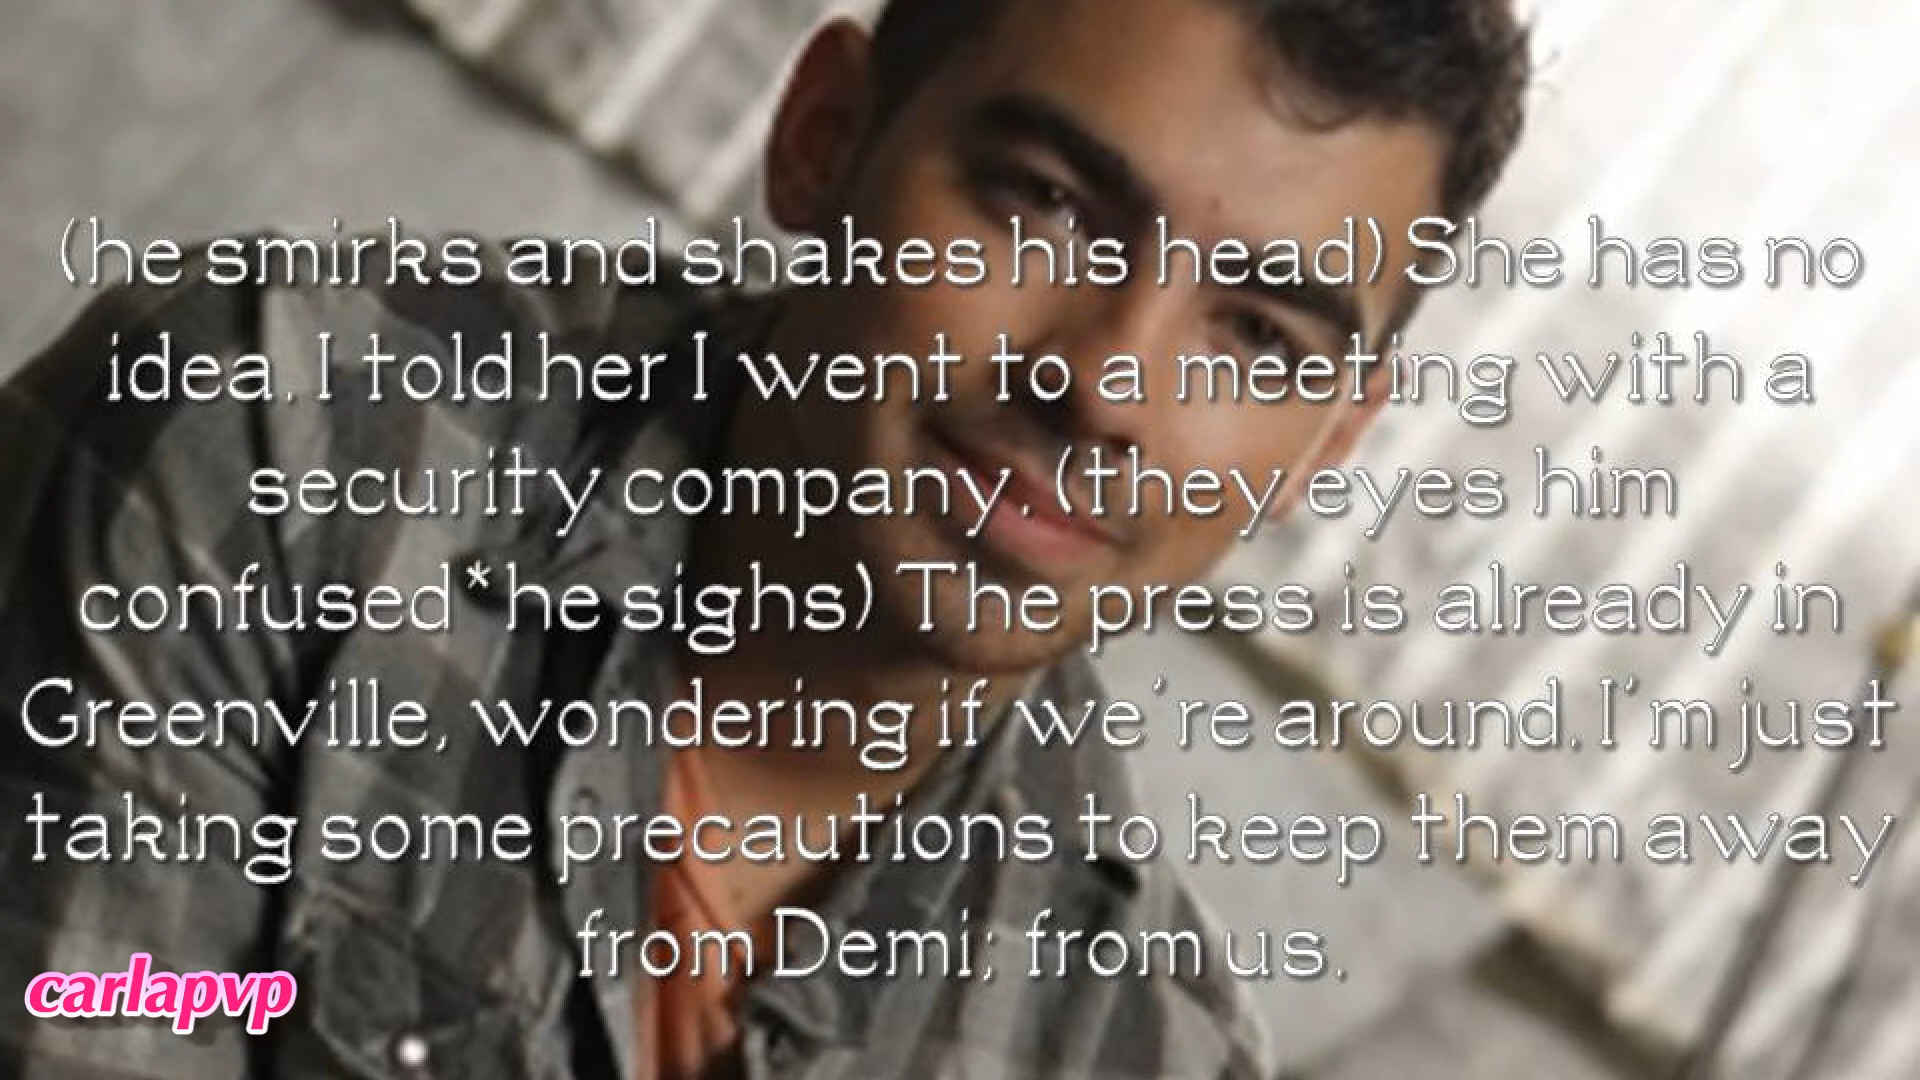 (he smirks and shakes his head) She has no
idea. I told her I went to a meeting with a
security company. (they eyes him
confused*he sighs) The press is already in
Greenville, wondering if we're around. I'm just
taking some precautions to keep them away
from Demi; from us.
carlapvp